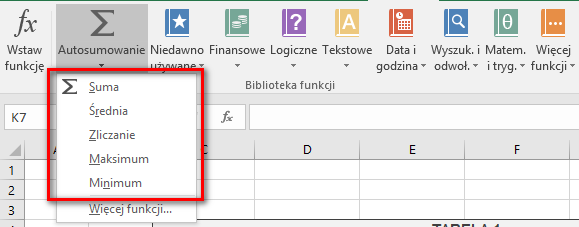 fx Σ Θ
Wstaw Autosumowanie Niedawno Finansowe Logiczne Tekstowe Data i Wyszuk. i Matem. Więcej
funkcję używane godzina odwoł. i tryg. funkcji
Biblioteka funkcji
Σ Suma
Średnia
Zliczanie
Maksimum
Minimum
Więcej funkcji...
K7 fx
C D E F
1
2
3
TABELA 1